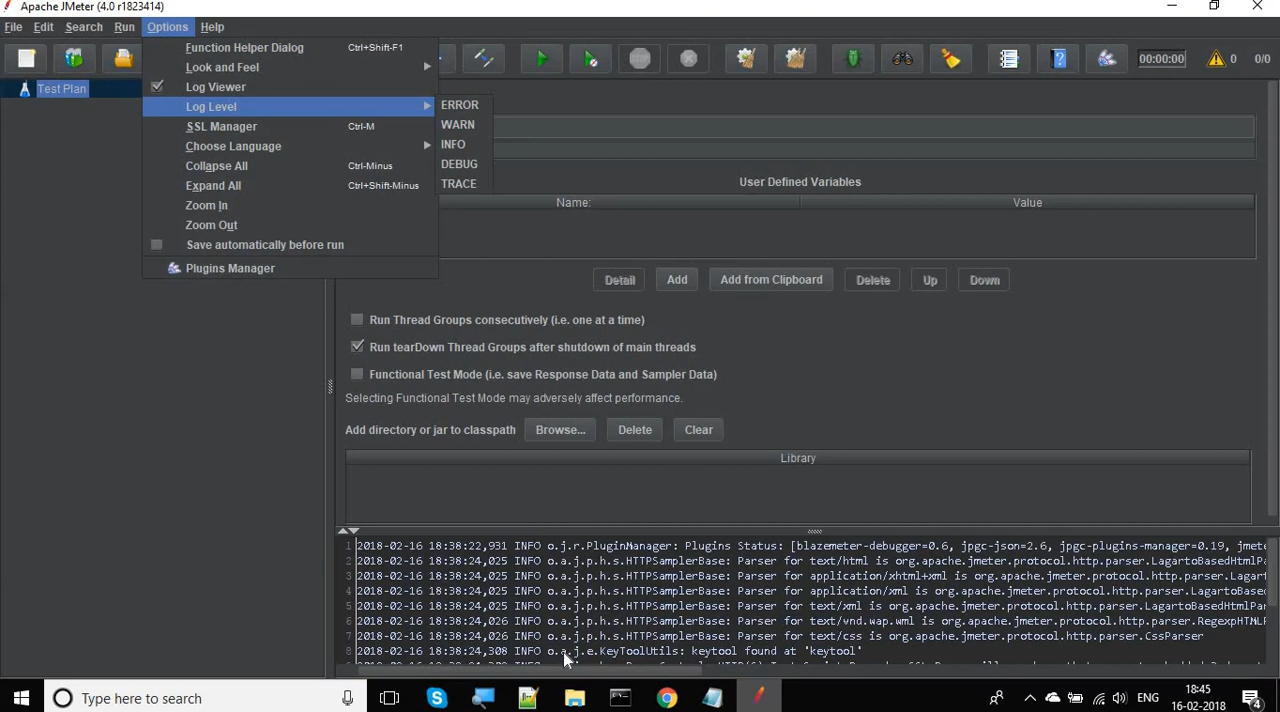 Apache JMeter (4.0 r1823414)
File Edit Search Run Options Help
Function Helper Dialog Ctrl+Shift-F1
Look and Feel
Log Viewer
Log Level
SSL Manager Ctrl-M
Choose Language
Collapse All Ctrl-Minus
Expand All Ctrl+Shift-Minus
Zoom In
Zoom Out
Save automatically before run
Plugins Manager
ERROR
WARN
INFO
DEBUG
TRACE
00:00:00 0 0/0
Test Plan
User Defined Variables
Name: Value
Detail Add Add from Clipboard Delete Up Down
Run Thread Groups consecutively (i.e. one at a time)
Run tearDown Thread Groups after shutdown of main threads
Functional Test Mode (i.e. save Response Data and Sampler Data)
Selecting Functional Test Mode may adversely affect performance.
Add directory or jar to classpath Browse... Delete Clear
Library
1 2018-02-16 18:38:22,931 INFO o.j.r.PluginManager: Plugins Status: [blazemeter-debugger=0.6, jpgc-json=2.6, jpgc-plugins-manager=0.19, jmete
2 2018-02-16 18:38:24,025 INFO o.a.j.p.h.s.HTTPSamplerBase: Parser for text/html is org.apache.jmeter.protocol.http.parser.LagartoBasedHtmlP
3 2018-02-16 18:38:24,025 INFO o.a.j.p.h.s.HTTPSamplerBase: Parser for application/xhtml+xml is org.apache.jmeter.protocol.http.parser.Lagart
4 2018-02-16 18:38:24,025 INFO o.a.j.p.h.s.HTTPSamplerBase: Parser for application/xml is org.apache.jmeter.protocol.http.parser.LagartoBased
5 2018-02-16 18:38:24,025 INFO o.a.j.p.h.s.HTTPSamplerBase: Parser for text/xml is org.apache.jmeter.protocol.http.parser.LagartoBasedHtmlPa
6 2018-02-16 18:38:24,026 INFO o.a.j.p.h.s.HTTPSamplerBase: Parser for text/vnd.wap.wml is org.apache.jmeter.protocol.http.parser.RegexpHTMLP
7 2018-02-16 18:38:24,026 INFO o.a.j.p.h.s.HTTPSamplerBase: Parser for text/css is org.apache.jmeter.protocol.http.parser.CssParser
8 2018-02-16 18:38:24,308 INFO o.a.j.e.KeyToolUtils: keytool found at 'keytool'
Type here to search
ENG
18:45
16-02-2018
4